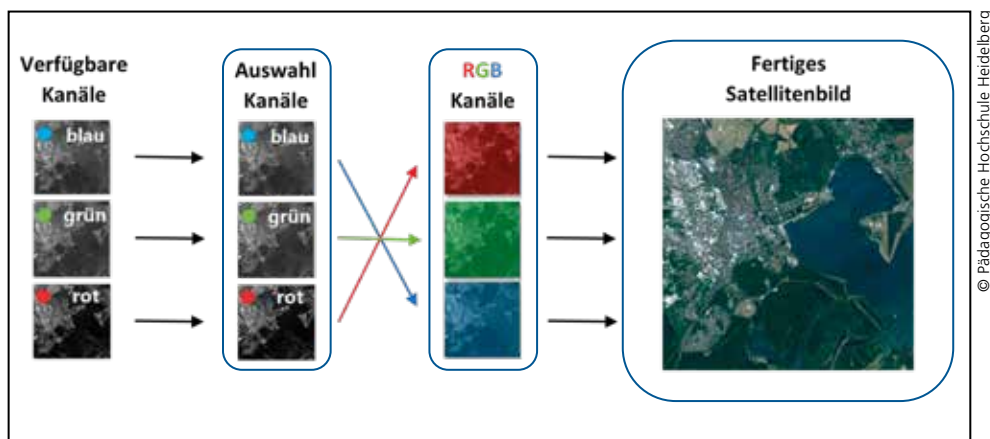 Verfügbare
Kanäle
blau
grün
rot
Auswahl
Kanäle
blau
grün
rot
RGB
Kanäle
Fertiges
Satellitenbild
© Pädagogische Hochschule Heidelberg